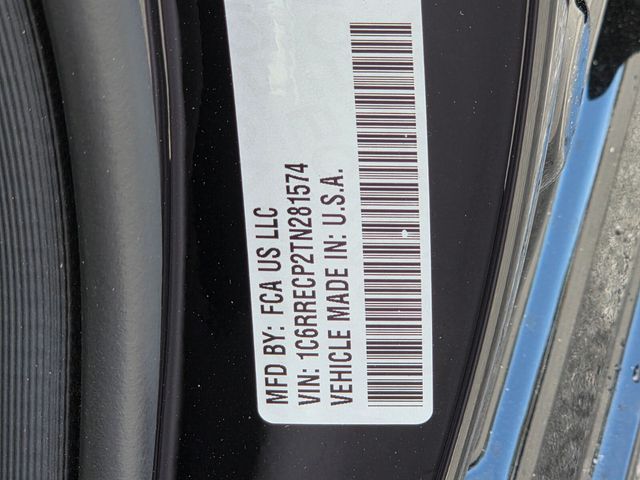 MFD BY: FCA US LLC
VIN: 1C6RRECP2TN281574
VEHICLE MADE IN: U.S.A.